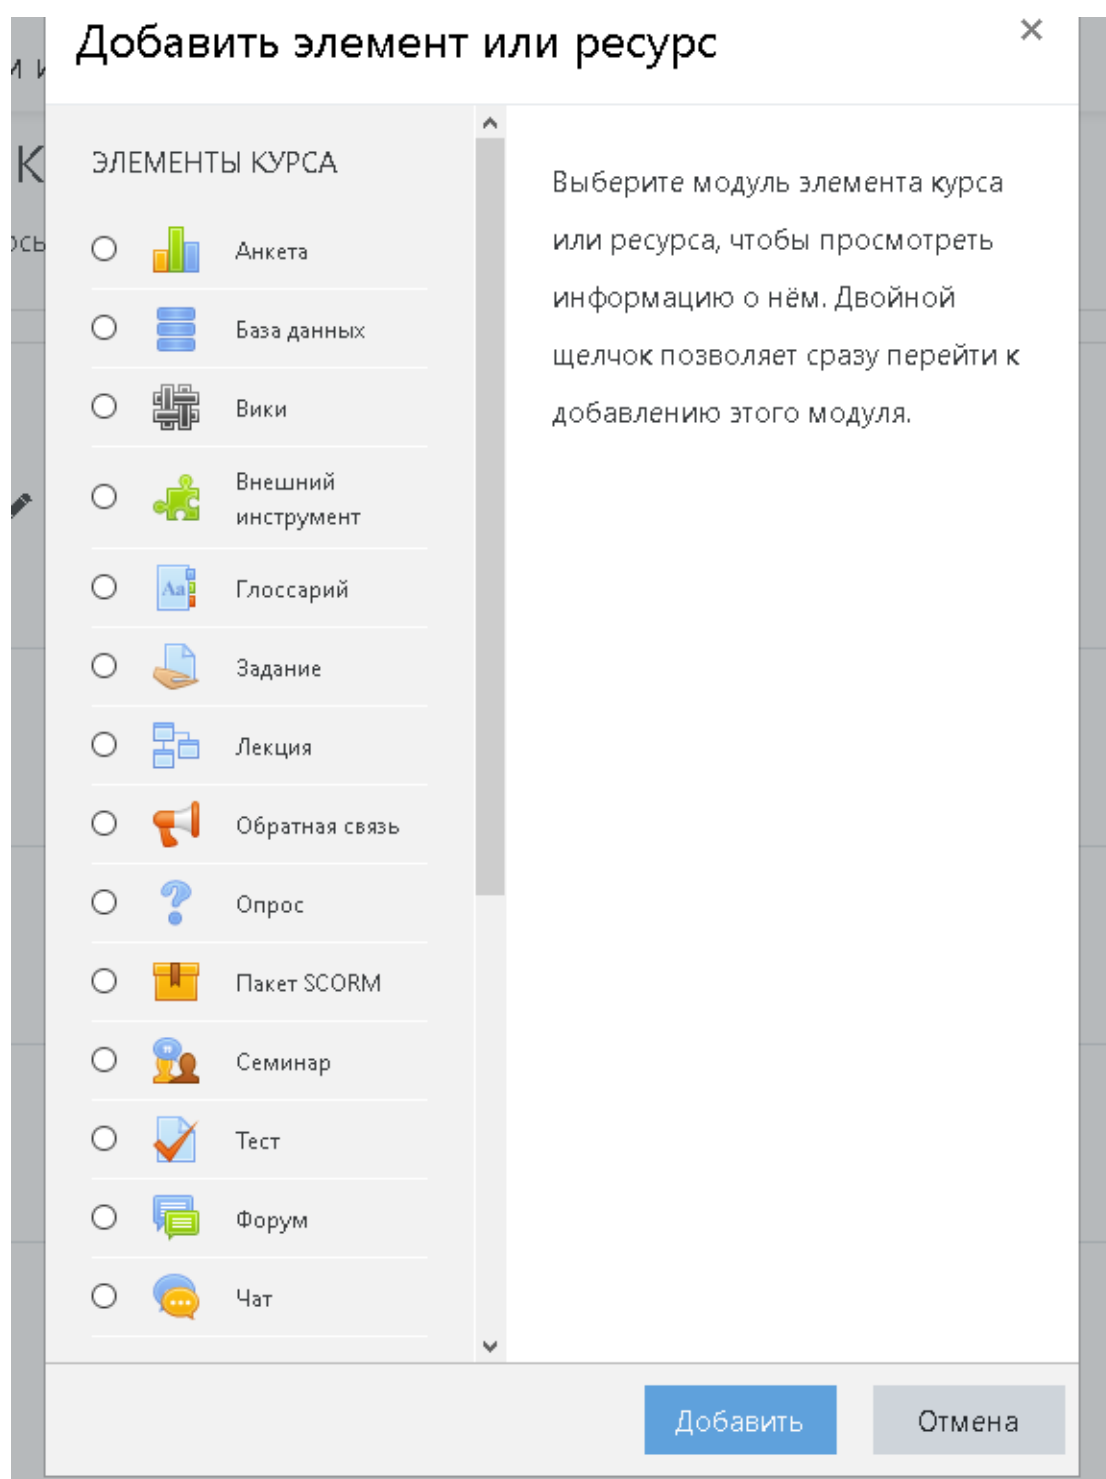 Добавить элемент или ресурс
ЭЛЕМЕНТЫ КУРСА
Анкета
База данных
Вики
Внешний
инструмент
Глоссарий
Задание
Лекция
Обратная связь
Опрос
Пакет SCORM
Семинар
Тест
Форум
Чат
Выберите модуль элемента курса
или ресурса, чтобы просмотреть
информацию о нём. Двойной
щелчок позволяет сразу перейти к
добавлению этого модуля.
Добавить
Отмена